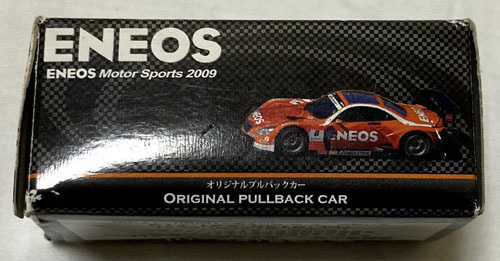 ENEOS
ENEOS Motor Sports 2009
6
ENEOS
オリジナルプルバックカー
ORIGINAL PULLBACK CAR